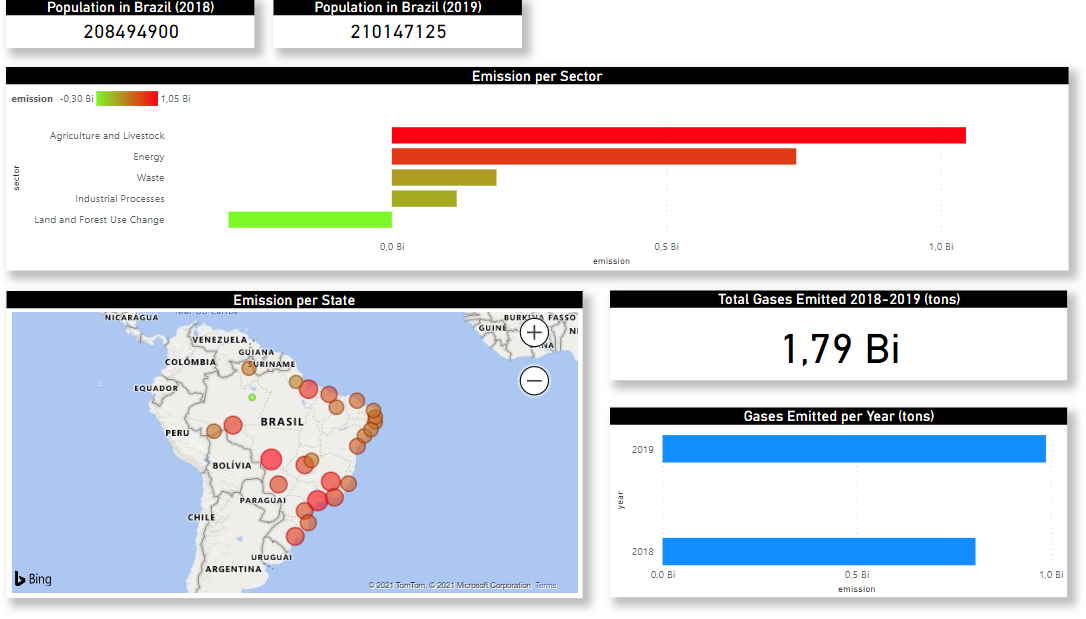 Population in Brazil (2018)
208494900
Population in Brazil (2019)
210147125
Emission per Sector
emission -0,30 Bi 1,05 Bi
sector
Agriculture and Livestock
Energy
Waste
Industrial Processes
Land and Forest Use Change
0,0 Bi 0,5 Bi 1,0 Bi
emission
Emission per State
NICARÁGUA
VENEZUELA
GUIANA
COLÔMBIA
SURINAME
EQUADOR
BRASIL
PERU
BOLÍVIA
PARAGUAI
CHILE
URUGUAI
ARGENTINA
BURKINA FASO
GUINÉ
Bing
© 2021 TomTom, © 2021 Microsoft Corporation Terms
Total Gases Emitted 2018-2019 (tons)
1,79 Bi
Gases Emitted per Year (tons)
year
2019
2018
0,0 Bi 0,5 Bi 1,0 Bi
emission